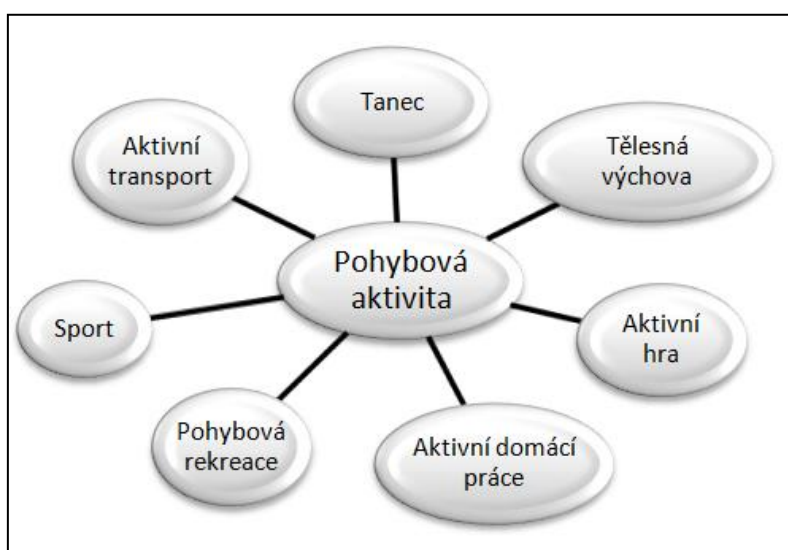 Tanec
Aktivní
transport
Tělesná
výchova
Pohybová
aktivita
Sport
Aktivní
hra
Pohybová
rekreace
Aktivní domácí
práce